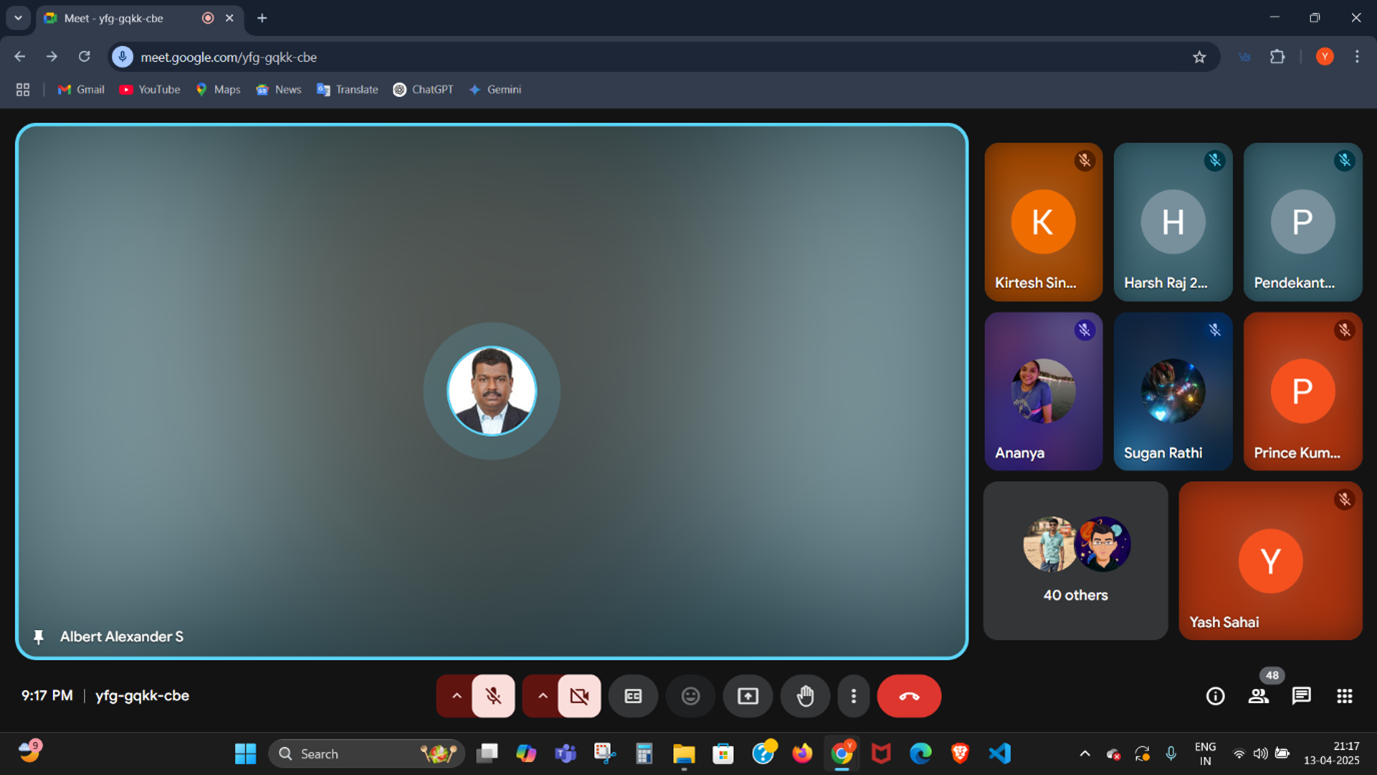 Meet - yfg-gqkk-cbe
meet.google.com/yfg-gqkk-cbe
Y
Gmail
YouTube
Maps
News
Translate
ChatGPT
Gemini
K
Kirtesh Sin...
H
Harsh Raj 2...
P
Pendekant...
Ananya
Sugan Rathi
P
Prince Kum...
40 others
Y
Yash Sahai
Albert Alexander S
9:17 PM | yfg-gqkk-cbe
CC
48
9
Search
Y
ENG
IN
21:17
13-04-2025